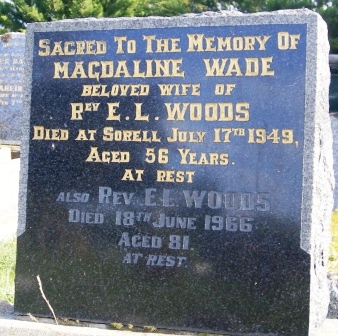 Sacred To The Memory Of
MAGDALINE WADE
BELOVED WIFE OF
Rev E.L. WOODS
Died at Sorell July 17th 1949,
Aged 56 Years.
AT REST
ALSO Rev. E.L. WOODS
Died 18th June 1966
Aged 81.
AT REST.